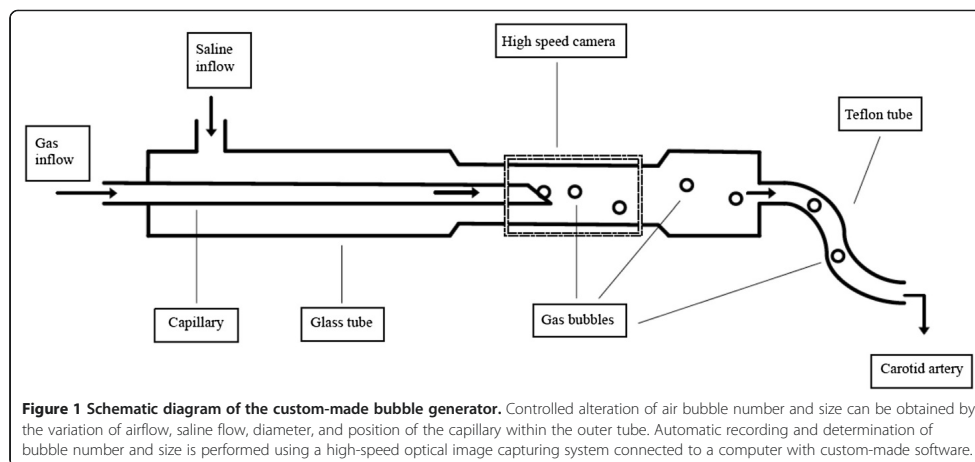 Saline
inflow
High speed camera
Teflon tube
Gas
inflow
Capillary
Glass tube
Gas bubbles
Carotid artery
Figure 1 Schematic diagram of the custom-made bubble generator. Controlled alteration of air bubble number and size can be obtained by
the variation of airflow, saline flow, diameter, and position of the capillary within the outer tube. Automatic recording and determination of
bubble number and size is performed using a high-speed optical image capturing system connected to a computer with custom-made software.